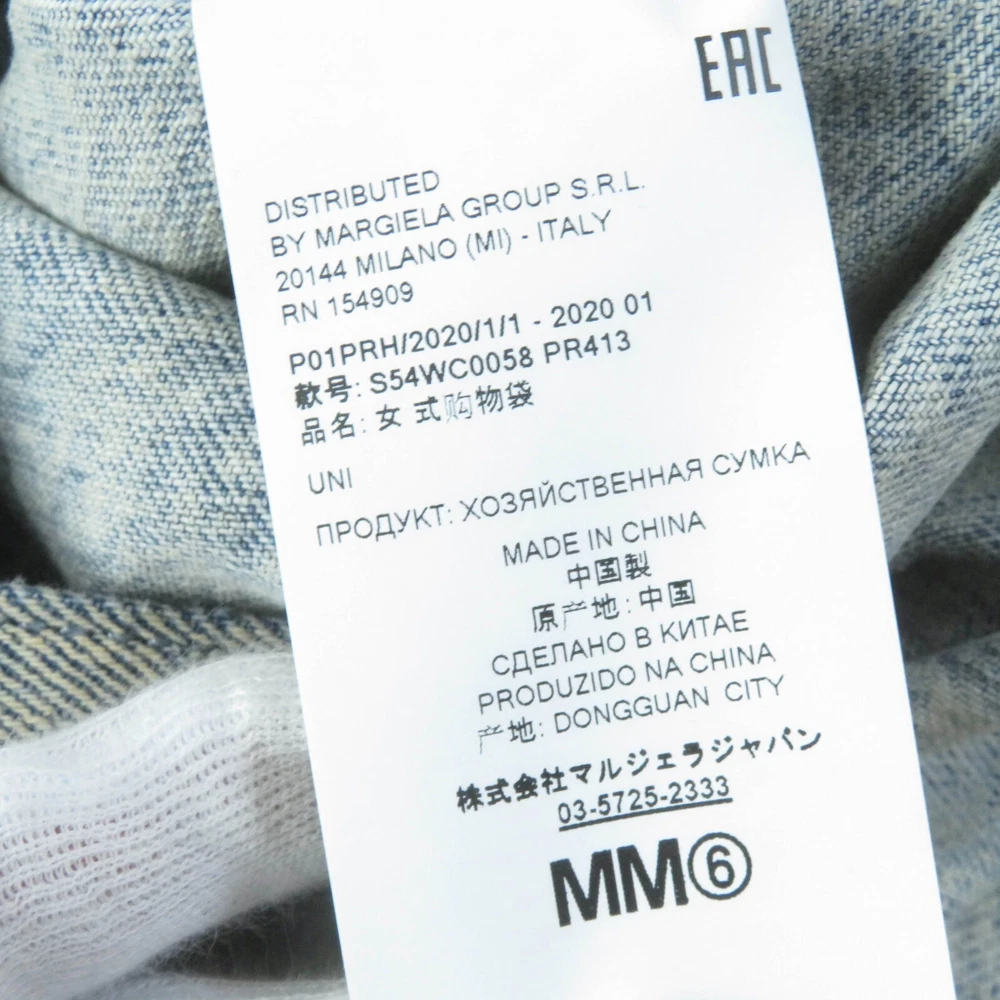 EAC
DISTRIBUTED
BY MARGIELA GROUP S.R.L.
20144 MILANO (MI) - ITALY
RN 154909
P01PRH/2020/1/1 - 2020 01
款号: S54WC0058 PR413
品名: 女 式购物袋
UNI
ПРОДУКТ: ХОЗЯЙСТВЕННАЯ СУМКА
MADE IN CHINA
中国製
原产地: 中国
СДЕЛАНО В КИТАЕ
PRODUZIDO NA CHINA
产地: DONGGUAN CITY
株式会社マルジェラジャパン
03-5725-2333
MM⑥